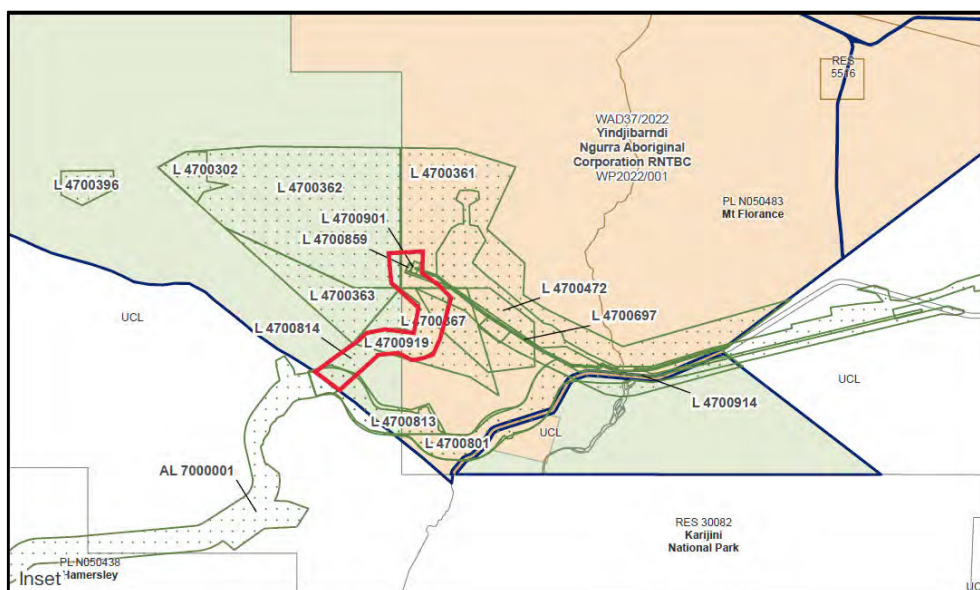 RES
5516
WAD37/2022
Yindjibarndi
Ngurra Aboriginal
Corporation RNTBC
WP2022/001
L 4700302
L 4700361
L 4700396
L 4700362
PL N050483
Mt Florance
L 4700901
L 4700859
L 4700472
L 4700363
UCL
L 4700367
L 4700697
L 4700814
L 4700919
UCL
L 4700914
L 4700813
UCL
L 4700801
AL 7000001
RES 30082
Karijini
National Park
PL N050438
Hamersley
Inset
UC